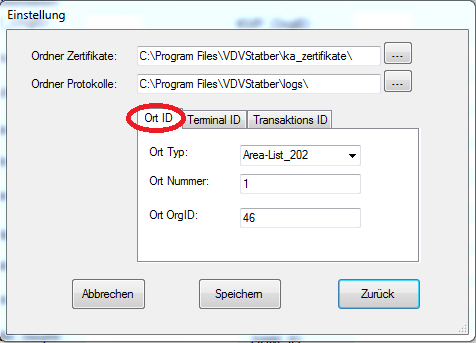 Einstellung
Ordner Zertifikate: C:\Program Files\VDVStatber\ka_zertifikate\ ...
Ordner Protokolle: C:\Program Files\VDVStatber\logs\ ...
Ort ID Terminal ID Transaktions ID
Ort Typ: Area-List_202
Ort Nummer: 1
Ort OrgID: 46
Abbrechen Speichern Zurück